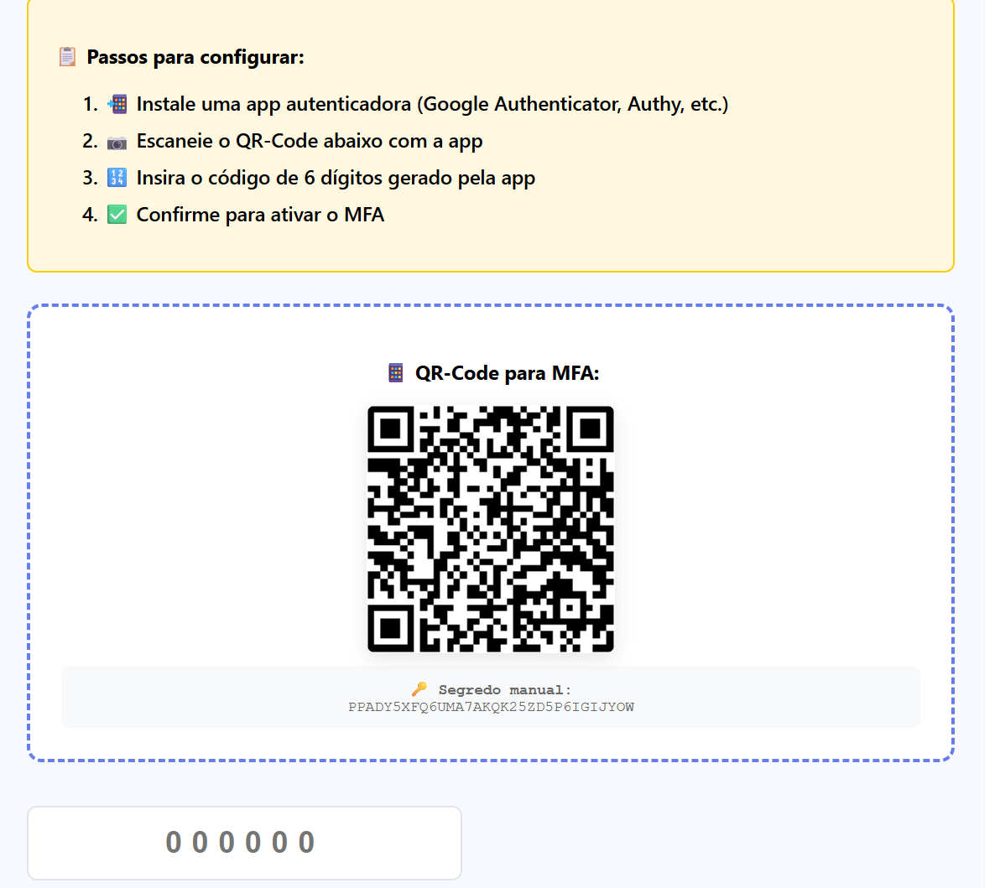 📋 Passos para configurar:
1. 📲 Instale uma app autenticadora (Google Authenticator, Authy, etc.)
2. 📷 Escaneie o QR-Code abaixo com a app
3. 🔢 Insira o código de 6 dígitos gerado pela app
4. ✅ Confirme para ativar o MFA
📱 QR-Code para MFA:
🔑 Segredo manual:
PPADY5XFQ6UMA7AKQK25ZD5P6IGIJYOW
000000